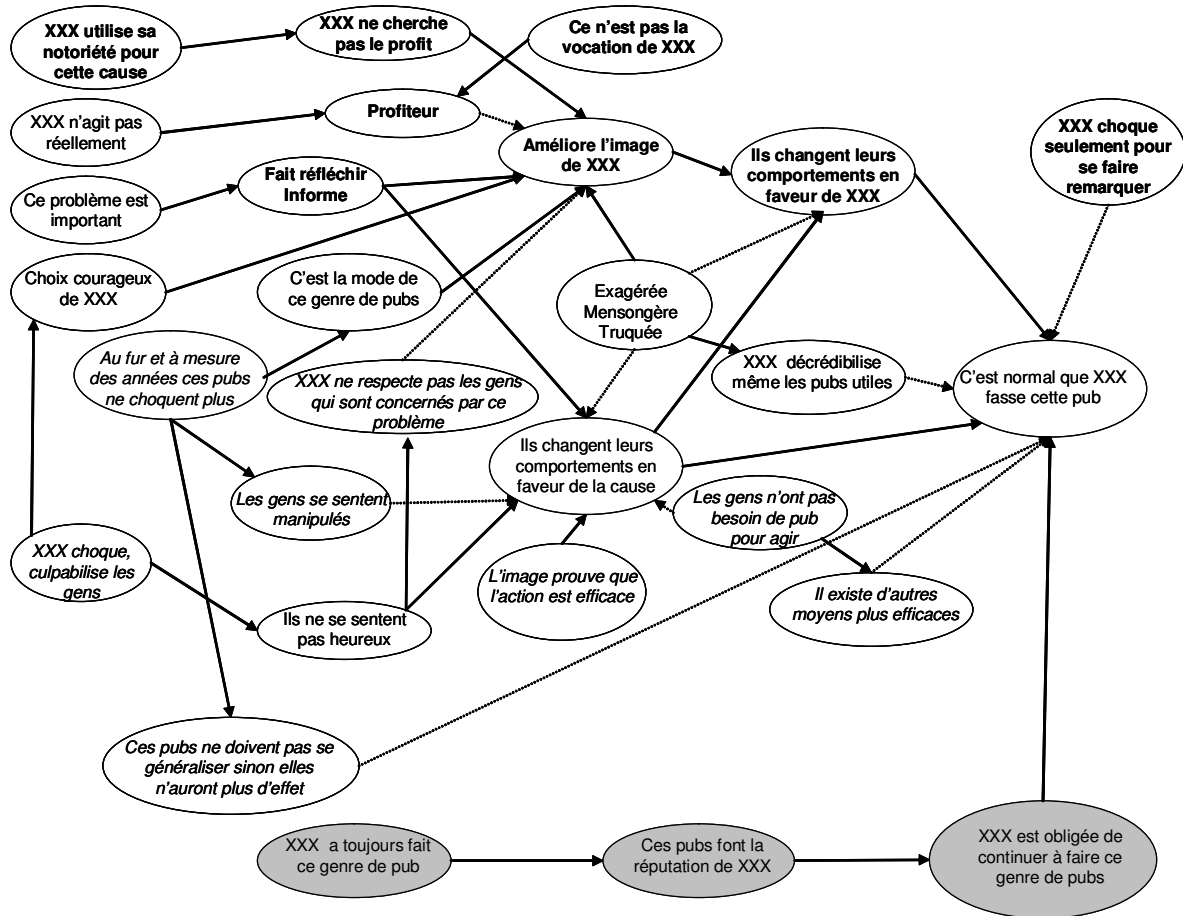 XXX utilise sa
notoriété pour
cette cause
XXX ne cherche
pas le profit
Ce n'est pas la
vocation de XXX
XXX n'agit pas
réellement
Profiteur
Améliore l'image
de XXX
Ils changent leurs
comportements en
faveur de XXX
XXX choque
seulement pour
se faire
remarquer
Ce problème est
important
Fait réfléchir
Informe
Choix courageux
de XXX
C'est la mode de
ce genre de pubs
Exagérée
Mensongère
Truquée
Au fur et à mesure
des années ces pubs
ne choquent plus
XXX ne respecte pas les gens
qui sont concernés par ce
problème
XXX décrédibilise
même les pubs utiles
C'est normal que XXX
fasse cette pub
Ils changent leurs
comportements en
faveur de la cause
Les gens se sentent
manipulés
Les gens n'ont pas
besoin de pub
pour agir
XXX choque,
culpabilise les
gens
L'image prouve que
l'action est efficace
Il existe d'autres
moyens plus efficaces
Ils ne se sentent
pas heureux
Ces pubs ne doivent pas se
généraliser sinon elles
n'auront plus d'effet
XXX a toujours fait
ce genre de pub
Ces pubs font la
réputation de XXX
XXX est obligée de
continuer à faire ce
genre de pubs